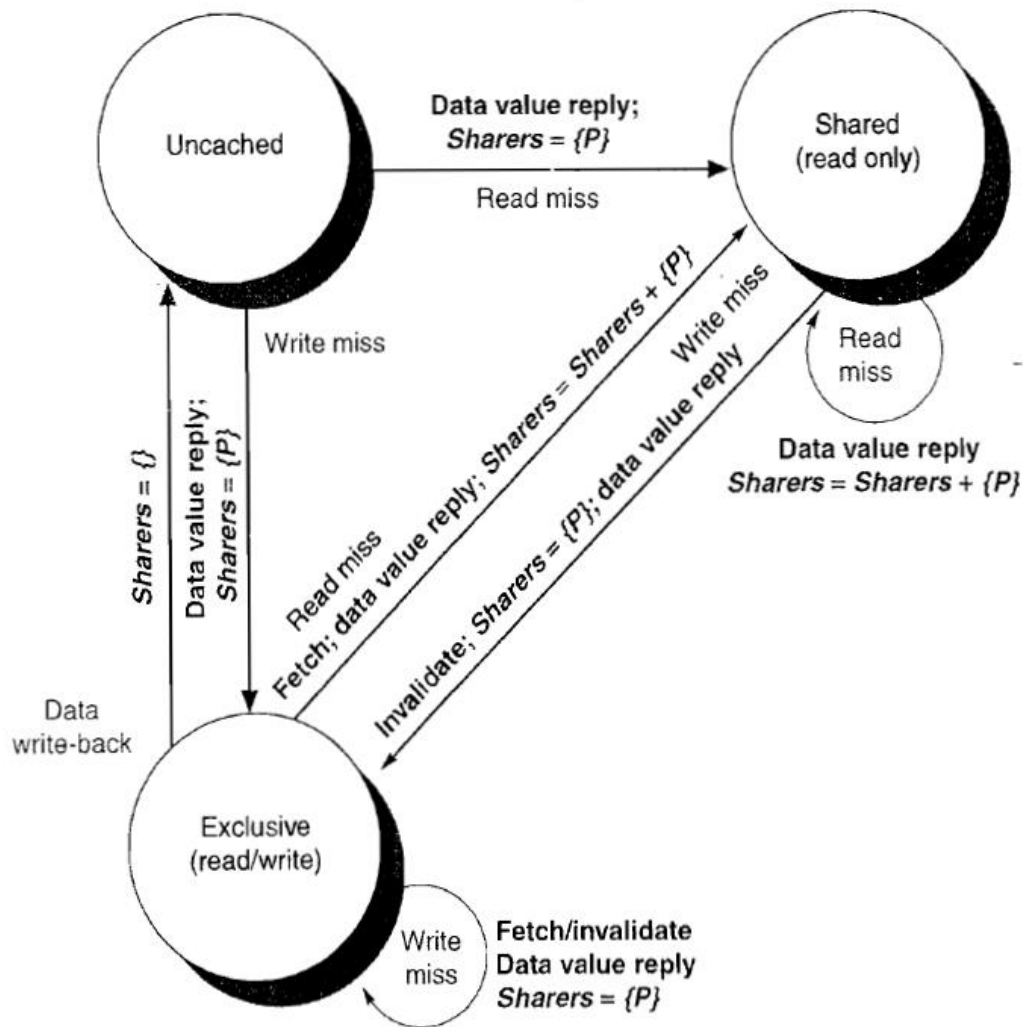 Uncached
Data value reply;
Sharers = {P}
Read miss
Shared
(read only)
Write miss
Sharers = {}
Data value reply;
Sharers = {P}
Read miss
Fetch; data value reply; Sharers = Sharers + {P}
Write miss
Invalidate; Sharers = {P}; data value reply
Read
miss
Data value reply
Sharers = Sharers + {P}
Data
write-back
Exclusive
(read/write)
Write
miss
Fetch/invalidate
Data value reply
Sharers = {P}